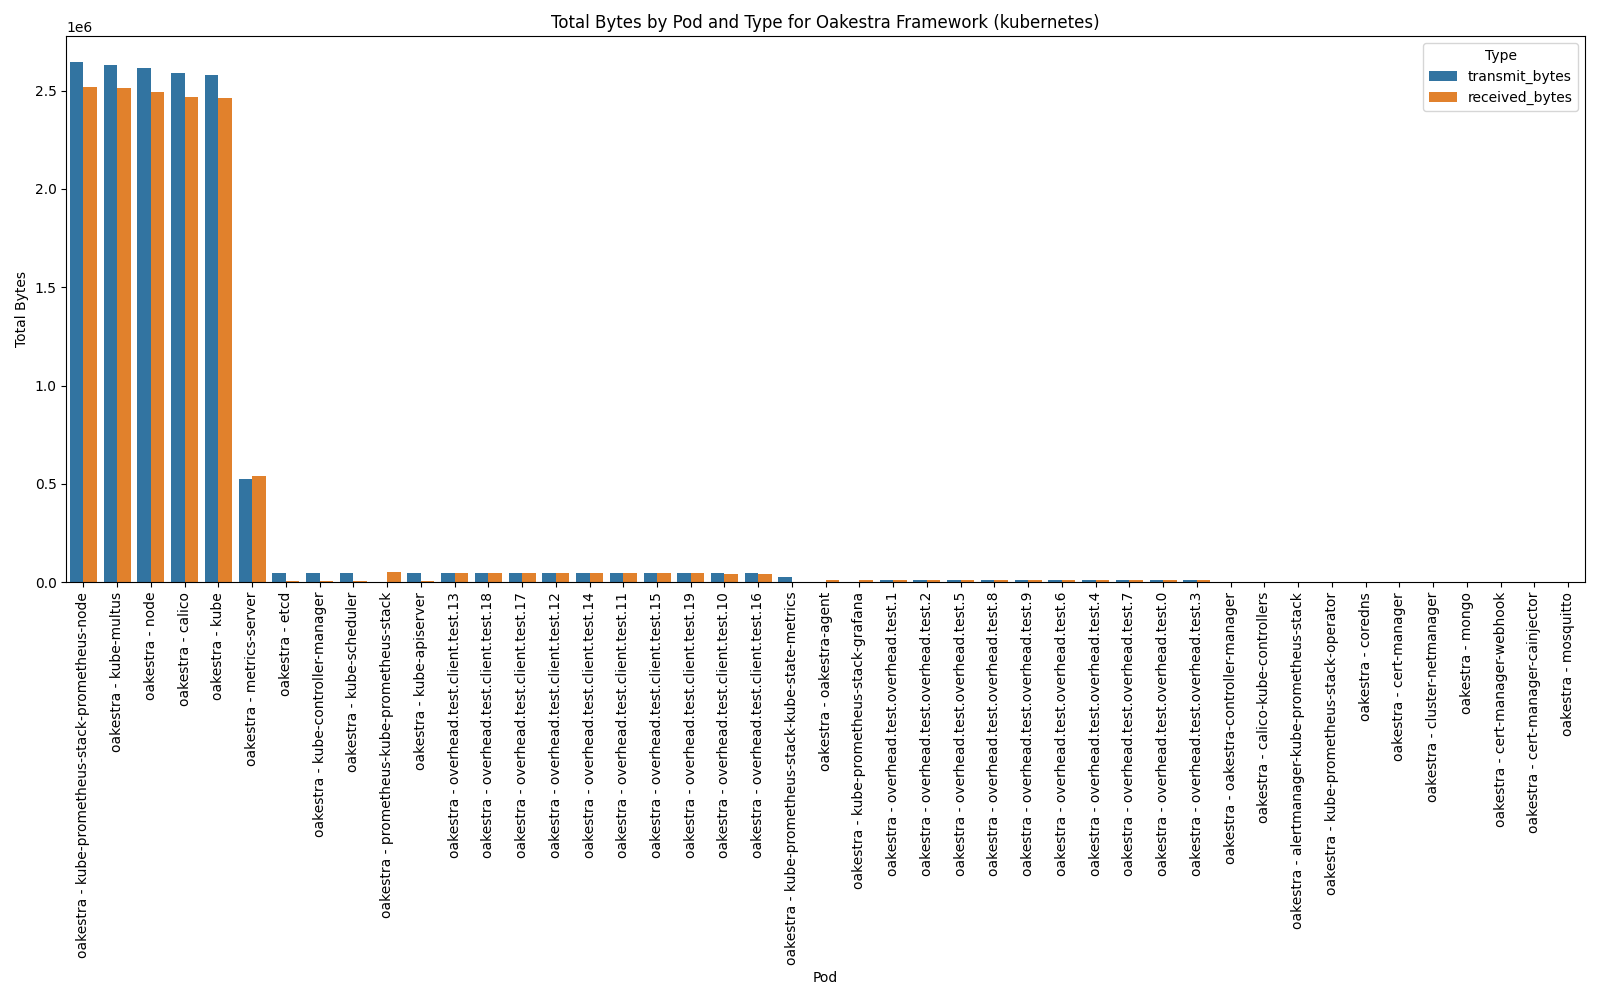 Total Bytes by Pod and Type for Oakestra Framework (kubernetes)
1e6
Type
transmit_bytes
received_bytes
2.5
2.0
1.5
1.0
0.5
0.0
Total Bytes
oakestra - kube-prometheus-stack-prometheus-node
oakestra - kube-multus
oakestra - node
oakestra - calico
oakestra - kube
oakestra - metrics-server
oakestra - etcd
oakestra - kube-controller-manager
oakestra - kube-scheduler
oakestra - prometheus-kube-prometheus-stack
oakestra - kube-apiserver
oakestra - overhead.test.client.test.13
oakestra - overhead.test.client.test.18
oakestra - overhead.test.client.test.17
oakestra - overhead.test.client.test.12
oakestra - overhead.test.client.test.14
oakestra - overhead.test.client.test.11
oakestra - overhead.test.client.test.15
oakestra - overhead.test.client.test.19
oakestra - overhead.test.client.test.10
oakestra - overhead.test.client.test.16
oakestra - kube-prometheus-stack-kube-state-metrics
oakestra - oakestra-agent
oakestra - kube-prometheus-stack-grafana
oakestra - overhead.test.overhead.test.1
oakestra - overhead.test.overhead.test.2
oakestra - overhead.test.overhead.test.5
oakestra - overhead.test.overhead.test.8
oakestra - overhead.test.overhead.test.9
oakestra - overhead.test.overhead.test.6
oakestra - overhead.test.overhead.test.4
oakestra - overhead.test.overhead.test.7
oakestra - overhead.test.overhead.test.0
oakestra - overhead.test.overhead.test.3
oakestra - oakestra-controller-manager
oakestra - calico-kube-controllers
oakestra - alertmanager-kube-prometheus-stack
oakestra - kube-prometheus-stack-operator
oakestra - coredns
oakestra - cert-manager
oakestra - cluster-netmanager
oakestra - mongo
oakestra - cert-manager-webhook
oakestra - cert-manager-cainjector
oakestra - mosquitto
Pod